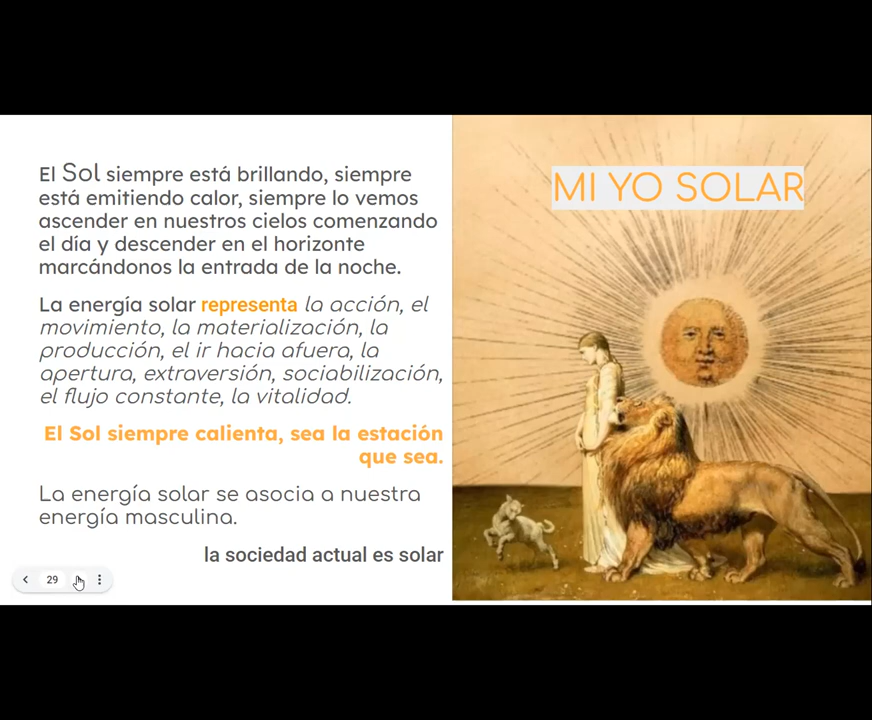 El Sol siempre está brillando, siempre
está emitiendo calor, siempre lo vemos
ascender en nuestros cielos comenzando
el día y descender en el horizonte
marcándonos la entrada de la noche.
La energía solar representa la acción, el
movimiento, la materialización, la
producción, el ir hacia afuera, la
apertura, extraversión, sociabilización,
el flujo constante, la vitalidad.
El Sol siempre calienta, sea la estación
que sea.
La energía solar se asocia a nuestra
energía masculina.
la sociedad actual es solar
29
MI YO SOLAR